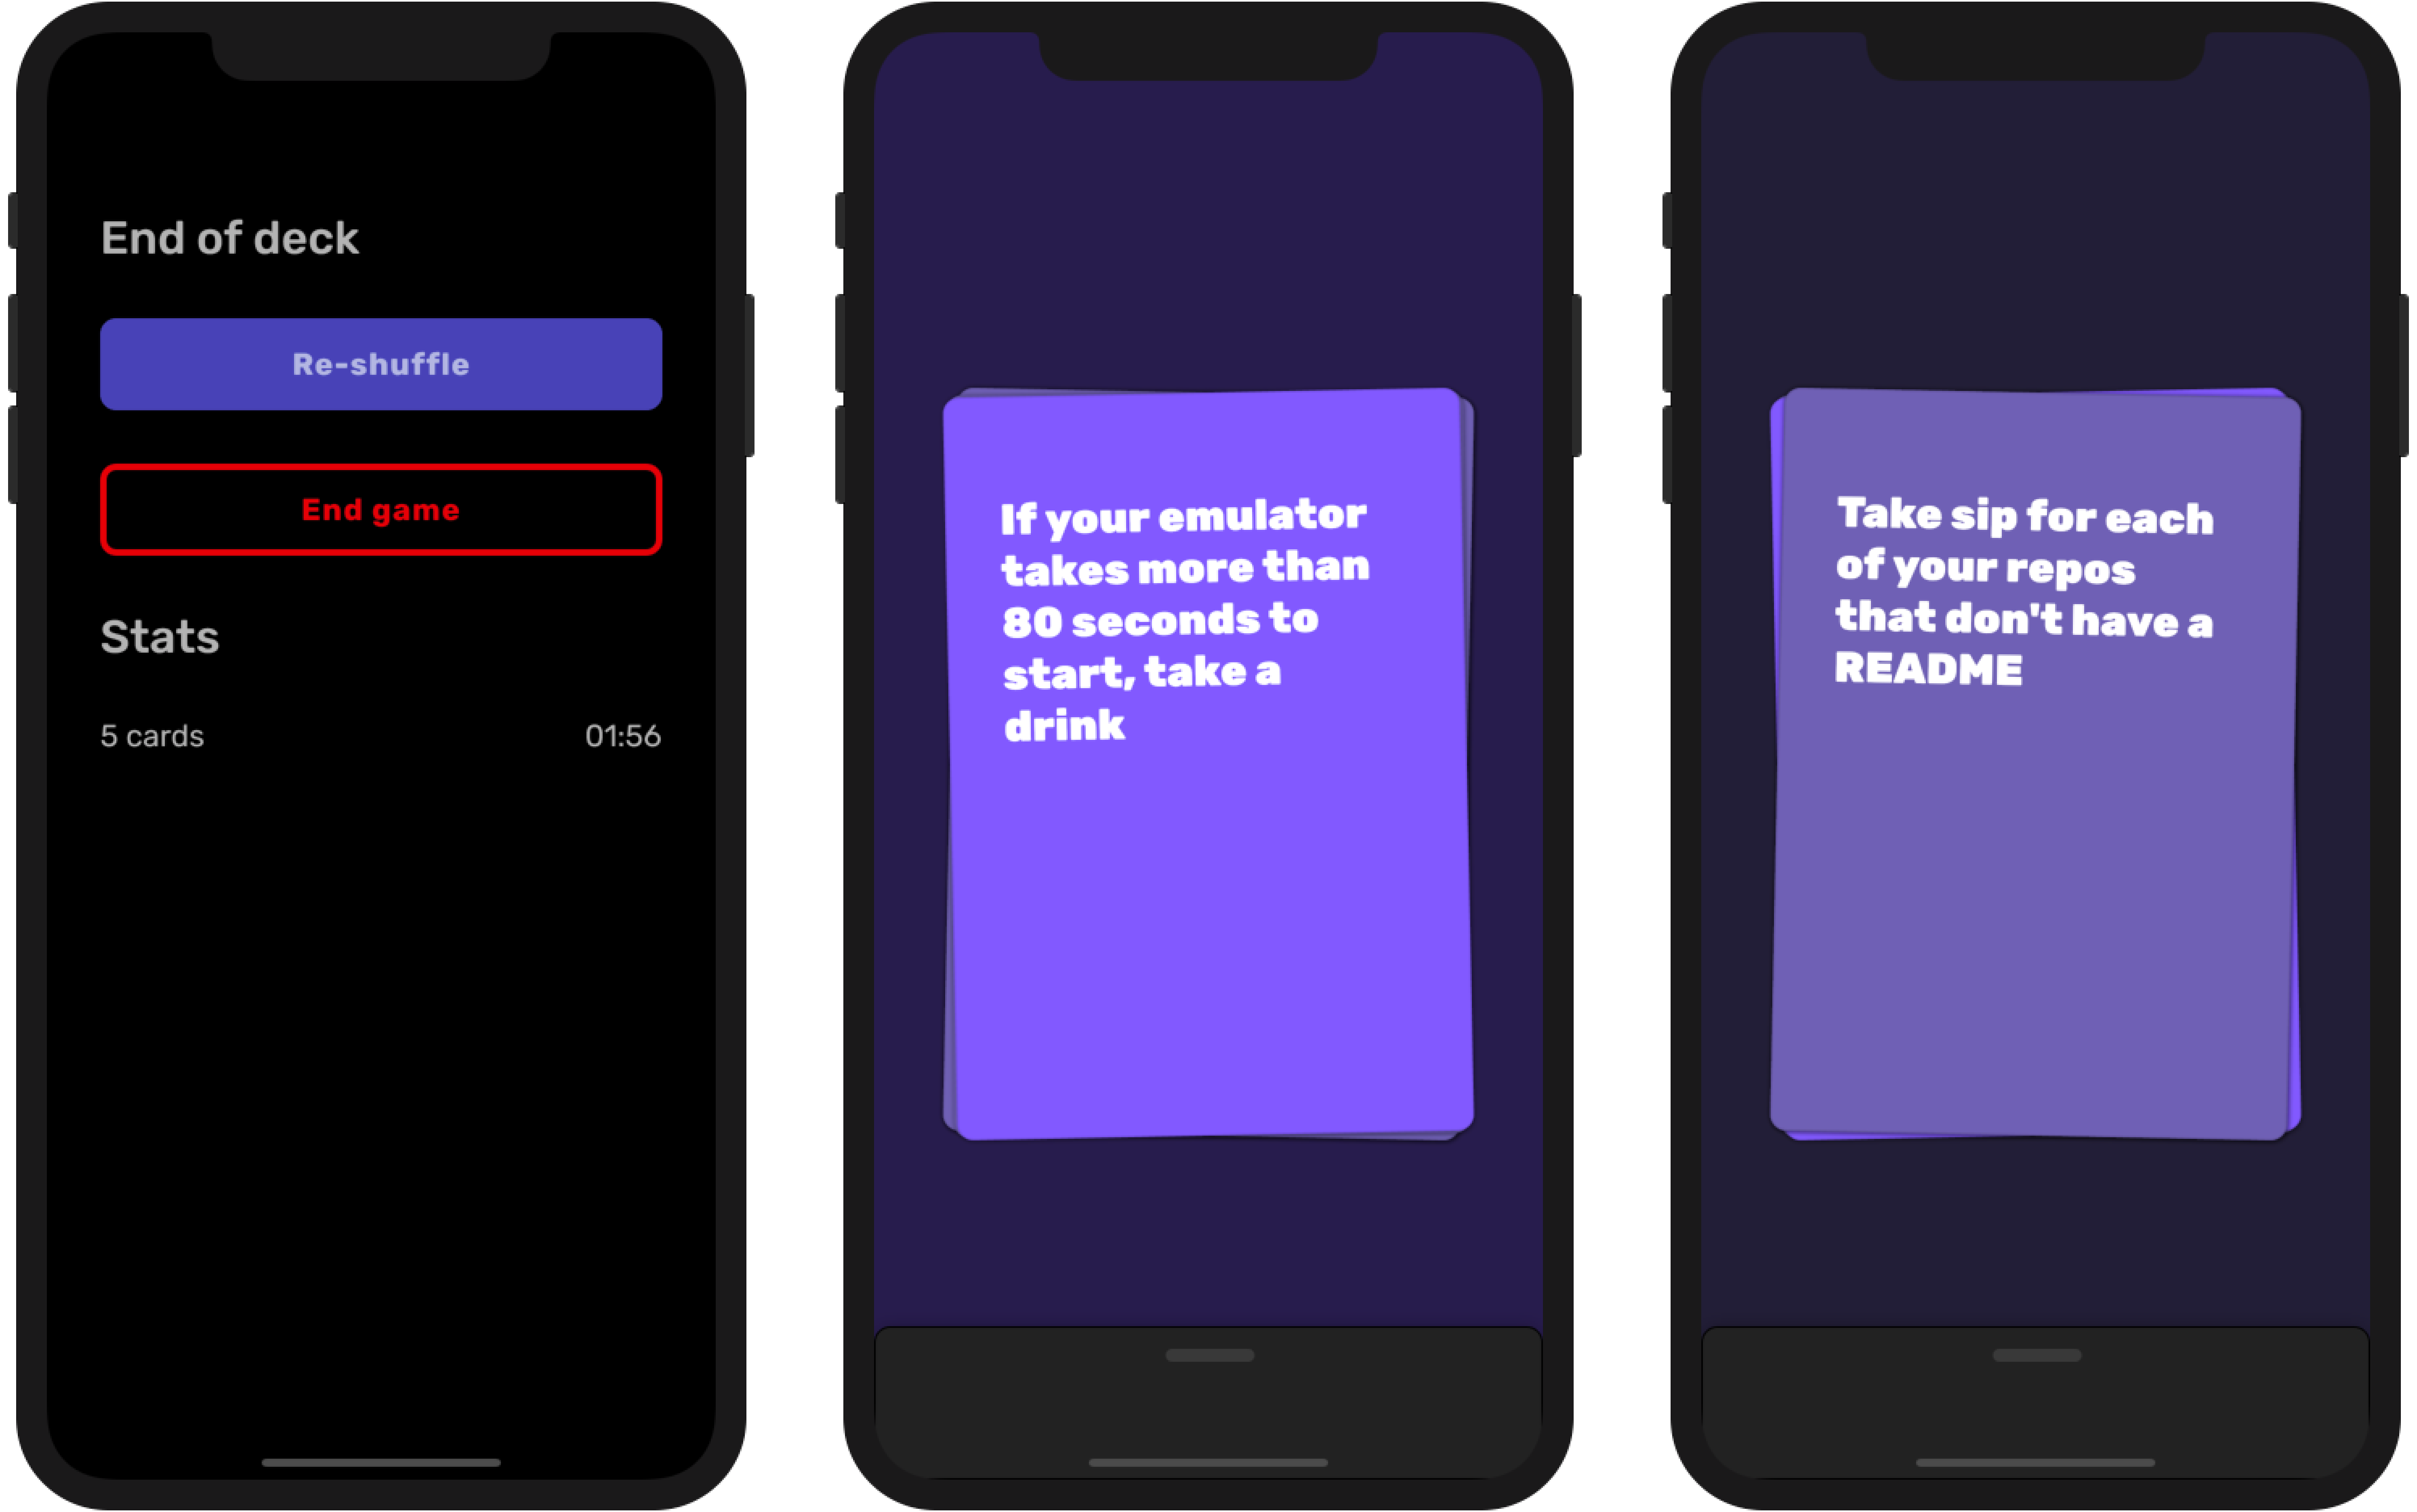 End of deck
Re-shuffle
End game
Stats
5 cards
01:56
If your emulator
takes more than
80 seconds to
start, take a
drink
Take sip for each
of your repos
that don't have a
README